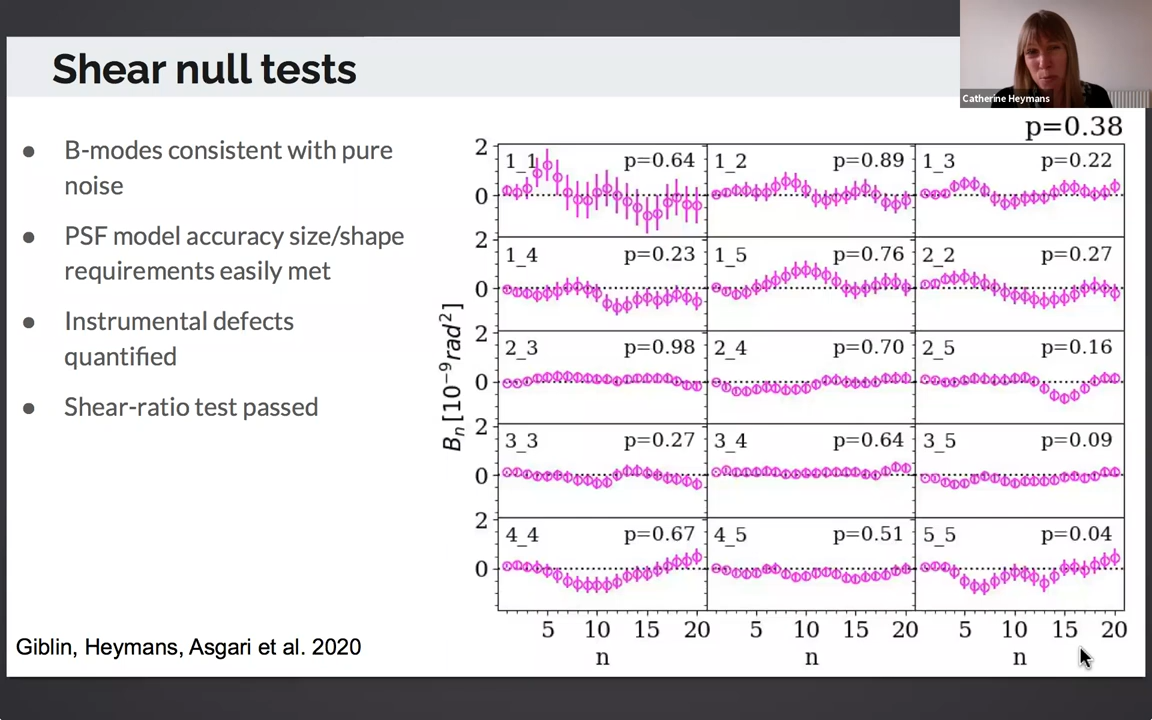 Shear null tests
Catherine Heymans
● B-modes consistent with pure
noise
● PSF model accuracy size/shape
requirements easily met
● Instrumental defects
quantified
● Shear-ratio test passed
Giblin, Heymans, Asgari et al. 2020
p=0.38
B_n [10^{-9} rad^2]
2
0
1_1 p=0.64
1_2 p=0.89
1_3 p=0.22
2
0
1_4 p=0.23
1_5 p=0.76
2_2 p=0.27
2
0
2_3 p=0.98
2_4 p=0.70
2_5 p=0.16
2
0
3_3 p=0.27
3_4 p=0.64
3_5 p=0.09
2
0
4_4 p=0.67
4_5 p=0.51
5_5 p=0.04
5 10 15 20 5 10 15 20 5 10 15 20
n n n